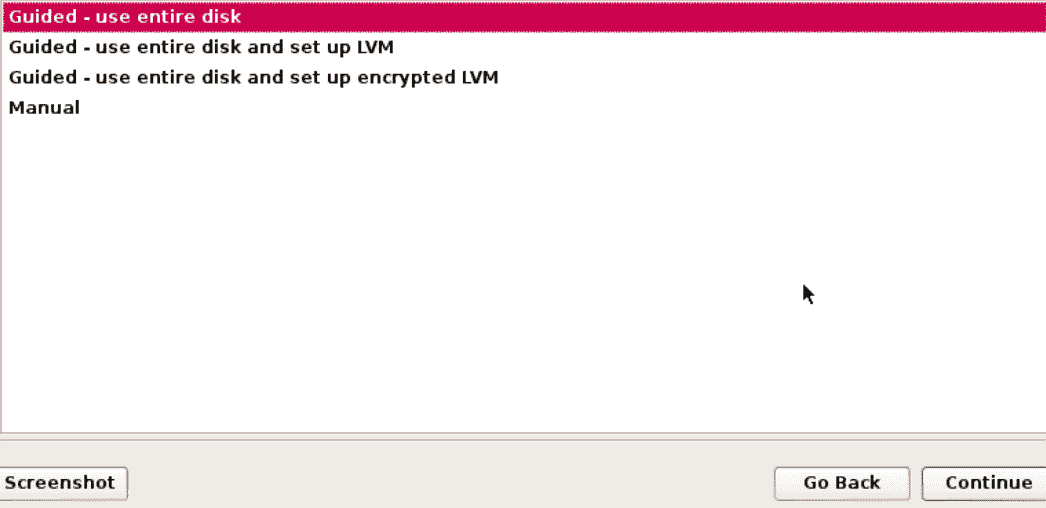 Guided - use entire disk
Guided - use entire disk and set up LVM
Guided - use entire disk and set up encrypted LVM
Manual
Screenshot
Go Back
Continue